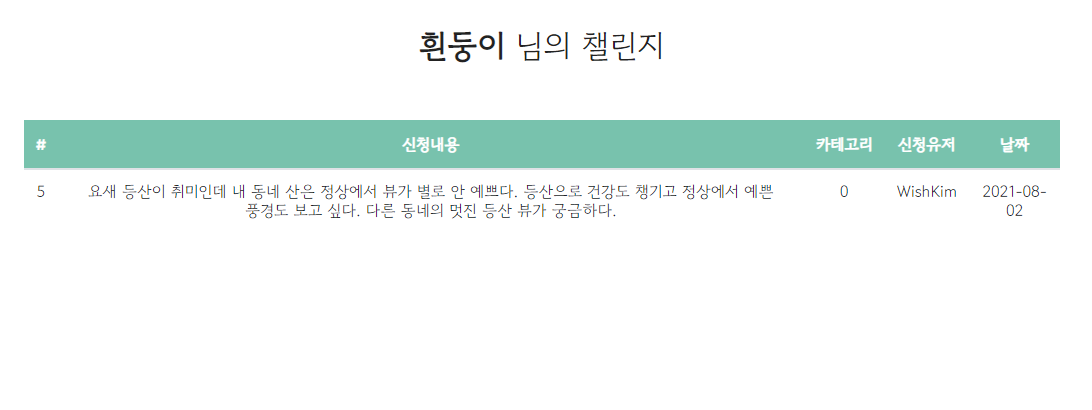 흰둥이 님의 챌린지
# 신청내용 카테고리 신청유저 날짜
5 요새 등산이 취미인데 내 동네 산은 정상에서 뷰가 별로 안 예쁘다. 등산으로 건강도 챙기고 정상에서 예쁜 0 WishKim 2021-08-
풍경도 보고 싶다. 다른 동네의 멋진 등산 뷰가 궁금하다. 02